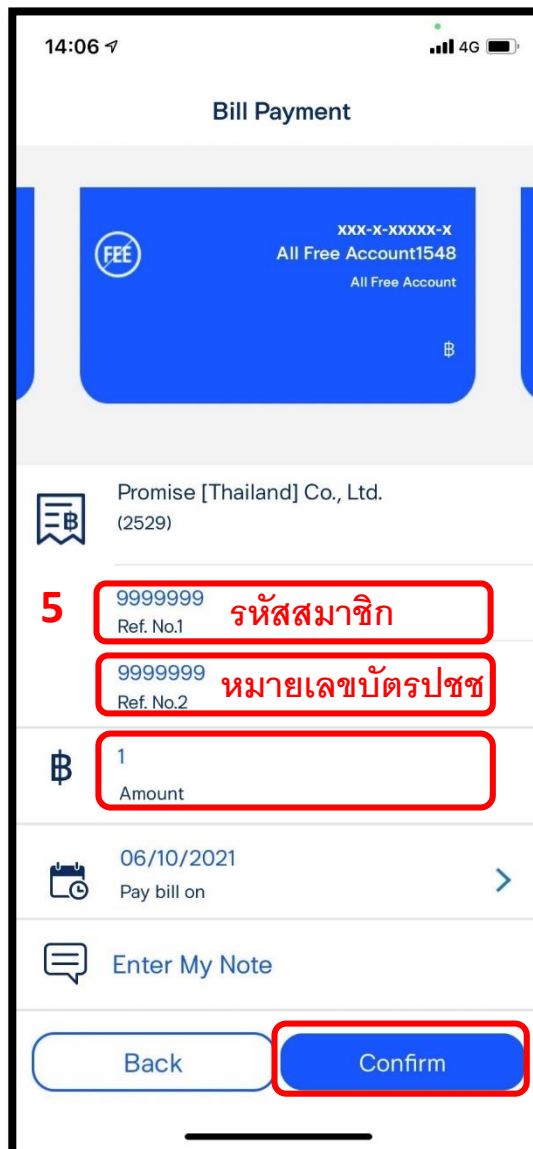 14:06
4G
Bill Payment
FEE
xxx-x-xxxxx-x
All Free Account1548
All Free Account
฿
฿
Promise [Thailand] Co., Ltd.
(2529)
5
9999999
รหัสสมาชิก
Ref. No.1
9999999
หมายเลขบัตรปชช
Ref. No.2
฿
1
Amount
06/10/2021
Pay bill on
Enter My Note
Back
Confirm